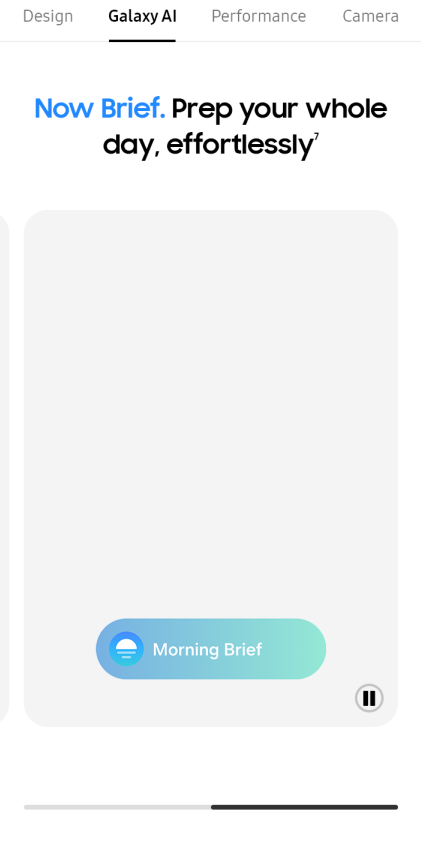 Design Galaxy AI Performance Camera
Now Brief. Prep your whole
day, effortlessly⁷
Morning Brief